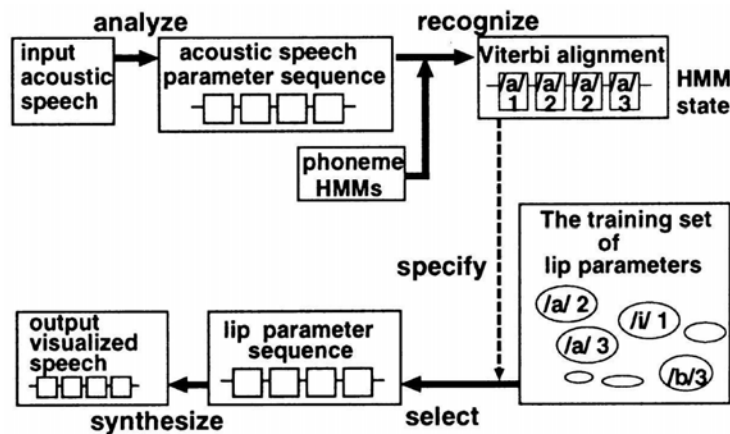 analyze
recognize
input
acoustic
speech
acoustic speech
parameter sequence
Viterbi alignment
/a/ /a/ /a/ /a/
1 2 2 3
HMM
state
phoneme
HMMs
specify
The training set
of
lip parameters
/a/ 2
/i/ 1
/a/ 3
/b/3
output
visualized
speech
lip parameter
sequence
synthesize
select